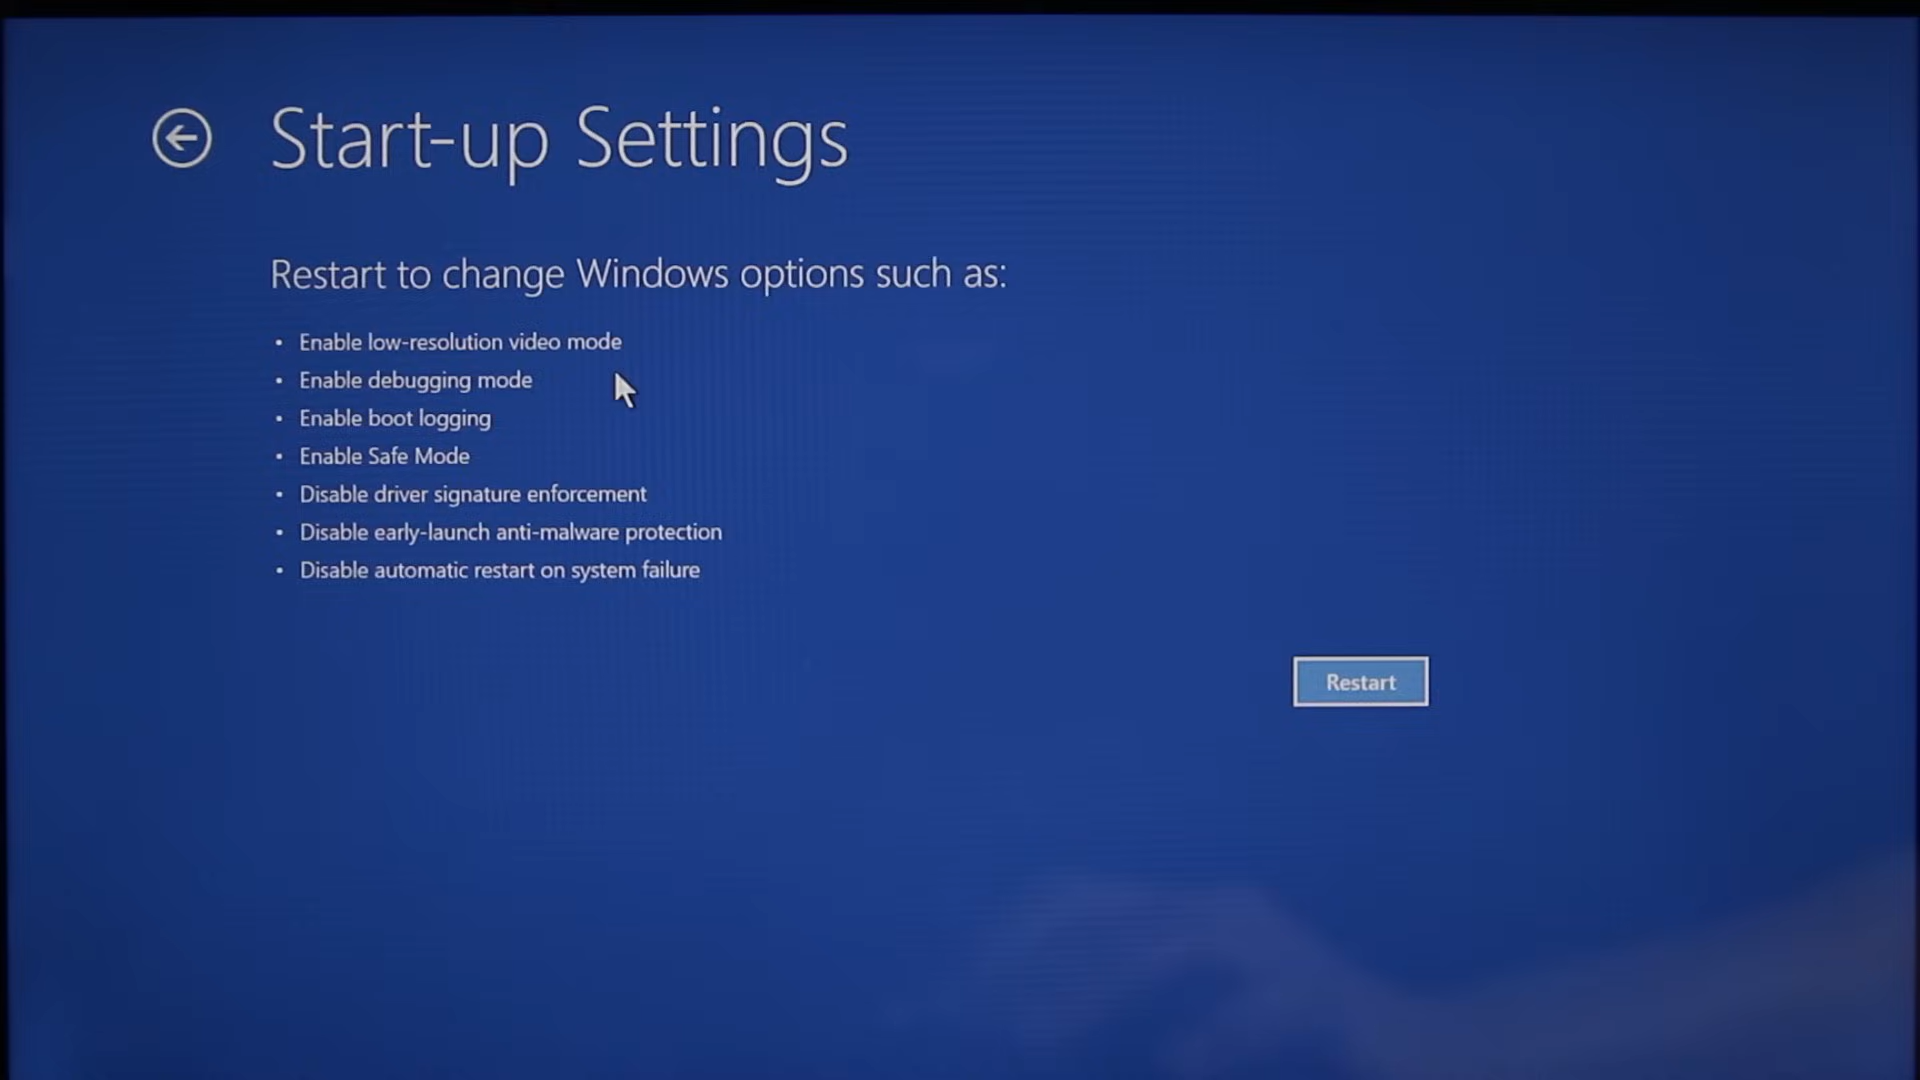 Start-up Settings
Restart to change Windows options such as:
• Enable low-resolution video mode
• Enable debugging mode
• Enable boot logging
• Enable Safe Mode
• Disable driver signature enforcement
• Disable early-launch anti-malware protection
• Disable automatic restart on system failure
Restart